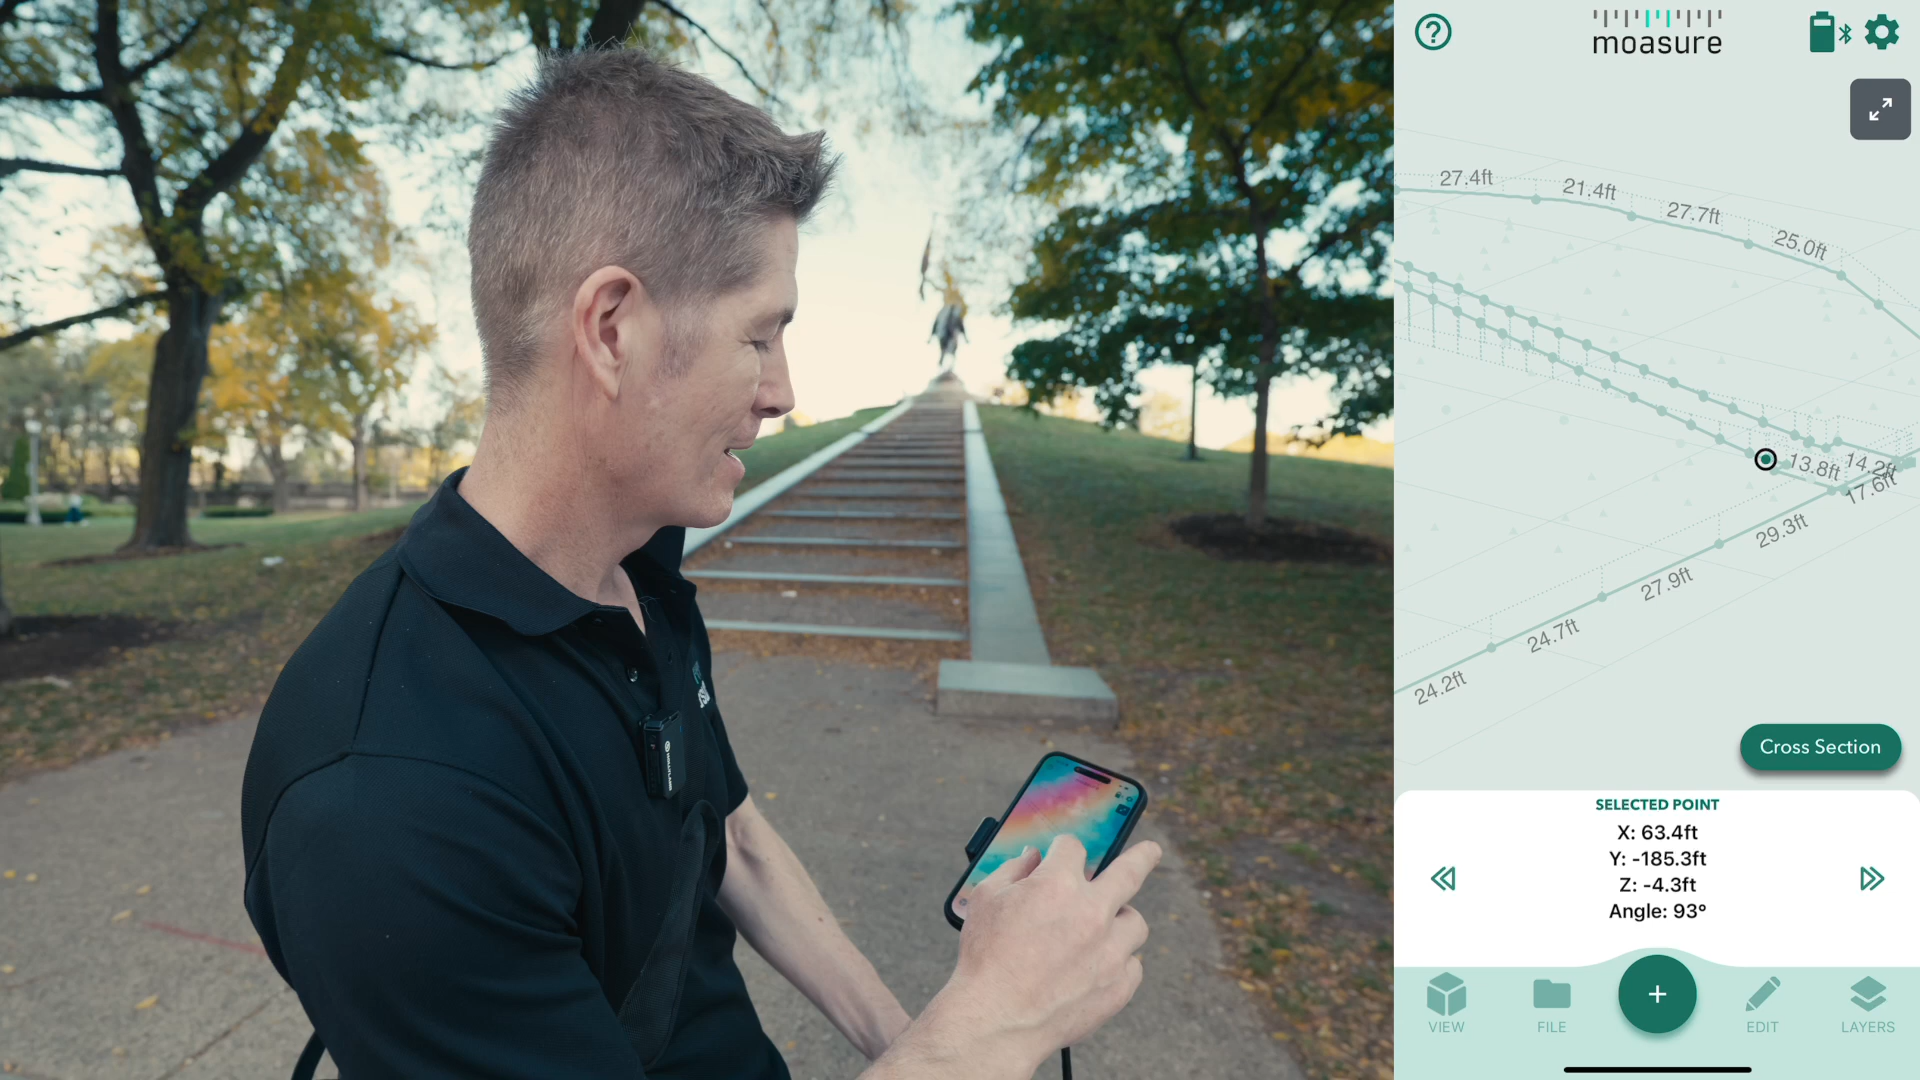 moasure
27.4ft
21.4ft
27.7ft
25.0ft
13.8ft
14.2ft
17.6ft
29.3ft
27.9ft
24.7ft
24.2ft
Cross Section
SELECTED POINT
X: 63.4ft
Y: -185.3ft
Z: -4.3ft
Angle: 93°
VIEW
FILE
EDIT
LAYERS